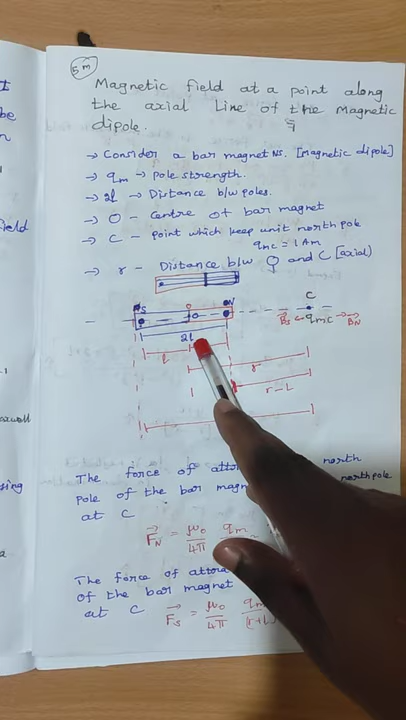 5m
Magnetic field at a point along
the axial Line of the Magnetic
dipole.
→ Consider a bar magnet NS. [Magnetic dipole]
→ qm → Pole strength.
→ 2l → Distance b/w poles.
→ O - Centre of bar magnet
→ C - point which keep unit north pole
qmc = 1 Am
→ r - Distance b/w O and C [axial]
S O N C
B⃗S ← qmc → B⃗N
2l
l r
r-L
The force of north
pole of the bar north pole
at C
F⃗N = μ0/4π qm
The force of
of the bar magnet
at C F⃗S = μ0/4π qm/(r+l)
field
sing